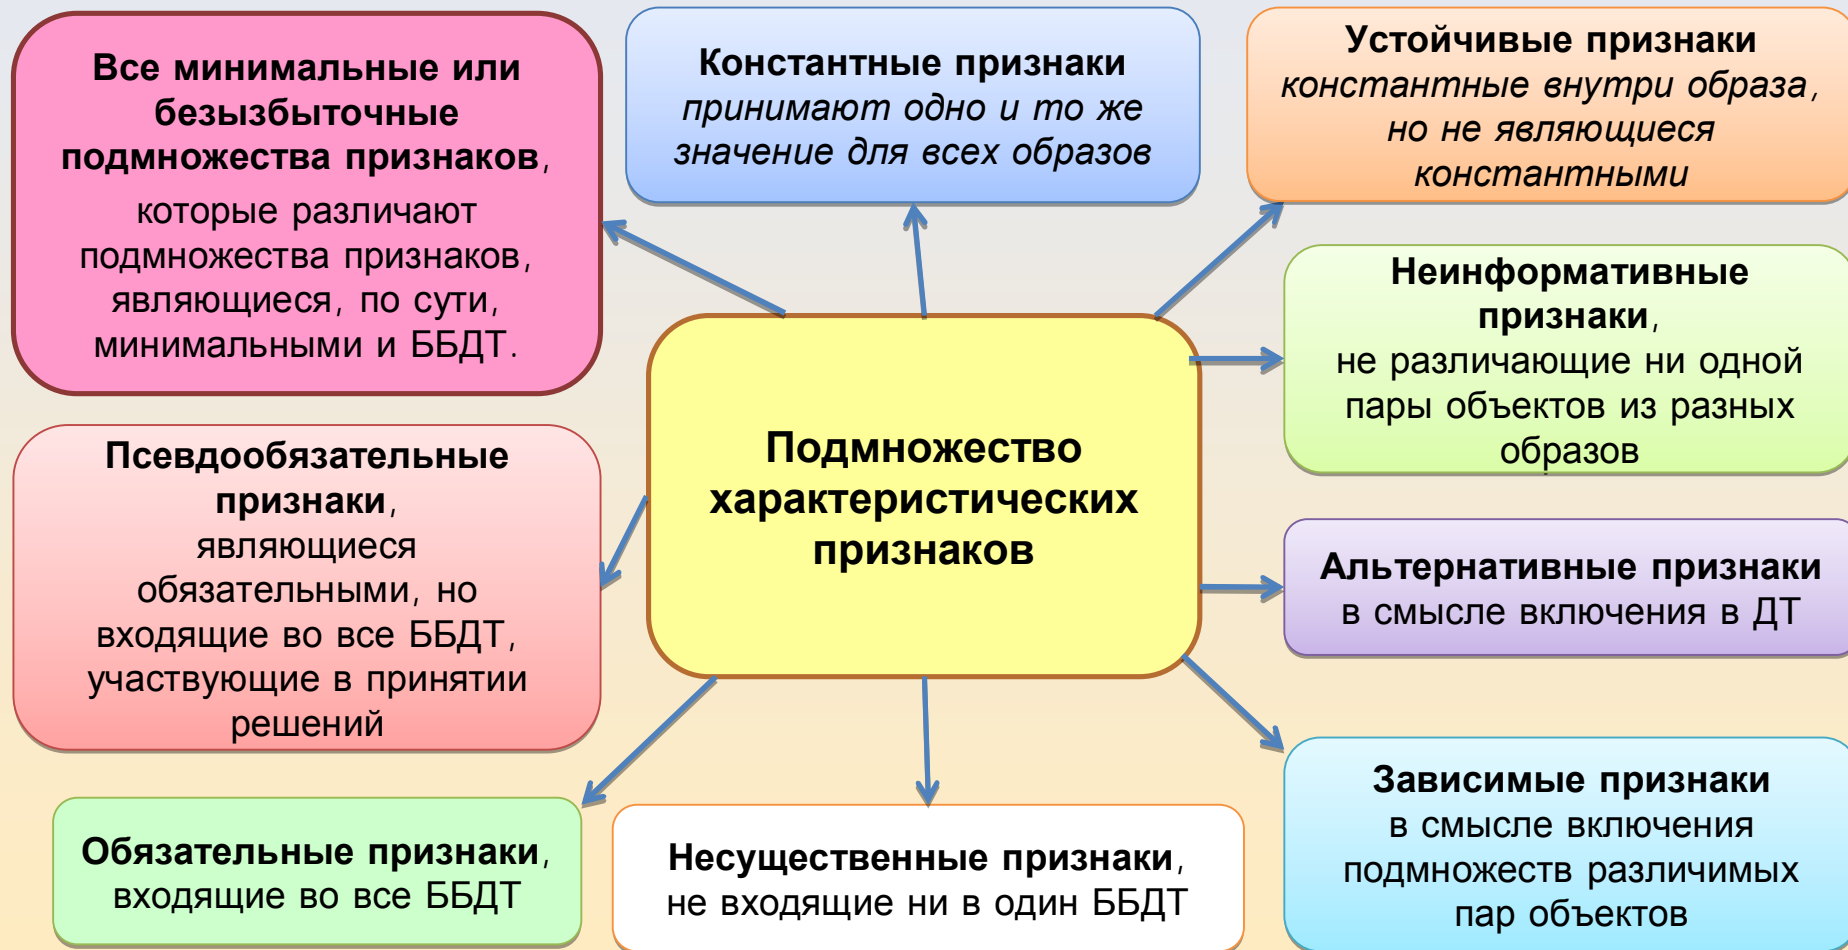 Все минимальные или
безызбыточные
подмножества признаков,
которые различают
подмножества признаков,
являющиеся, по сути,
минимальными и ББДТ.
Константные признаки
принимают одно и то же
значение для всех образов
Устойчивые признаки
константные внутри образа,
но не являющиеся
константными
Неинформативные
признаки,
не различающие ни одной
пары объектов из разных
образов
Подмножество
характеристических
признаков
Псевдообязательные
признаки,
являющиеся
обязательными, но
входящие во все ББДТ,
участвующие в принятии
решений
Альтернативные признаки
в смысле включения в ДТ
Обязательные признаки,
входящие во все ББДТ
Несущественные признаки,
не входящие ни в один ББДТ
Зависимые признаки
в смысле включения
подмножеств различимых
пар объектов